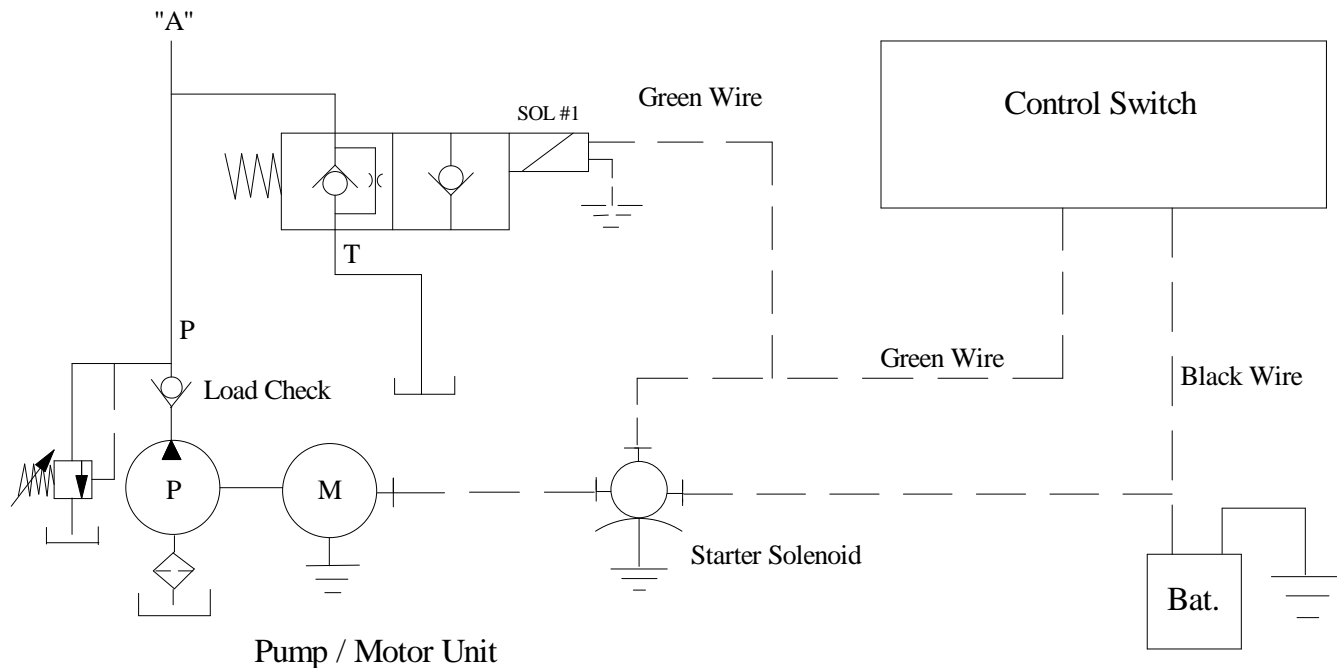 "A"
SOL #1
Green Wire
Control Switch
T
P
Load Check
Green Wire
Black Wire
P
M
Starter Solenoid
Bat.
Pump / Motor Unit